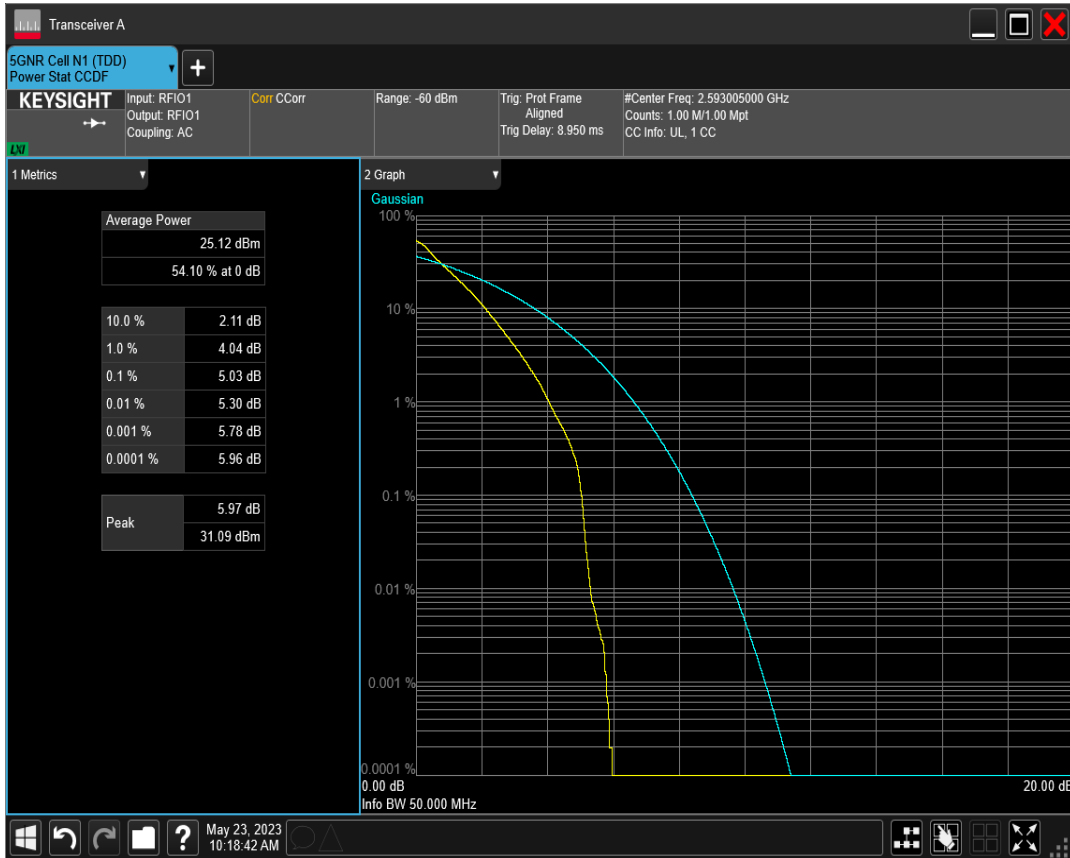 Transceiver A
5GNR Cell N1 (TDD)
Power Stat CCDF
+
KEYSIGHT
LXI
Input: RFIO1
Output: RFIO1
Coupling: AC
Corr CCorr
Range: -60 dBm
Trig: Prot Frame
Aligned
Trig Delay: 8.950 ms
#Center Freq: 2.593005000 GHz
Counts: 1.00 M/1.00 Mpt
CC Info: UL, 1 CC
1 Metrics
Average Power
25.12 dBm
54.10 % at 0 dB
10.0 % 2.11 dB
1.0 % 4.04 dB
0.1 % 5.03 dB
0.01 % 5.30 dB
0.001 % 5.78 dB
0.0001 % 5.96 dB
Peak 5.97 dB
31.09 dBm
2 Graph
Gaussian
100 %
10 %
1 %
0.1 %
0.01 %
0.001 %
0.0001 %
0.00 dB 20.00 dB
Info BW 50.000 MHz
?
May 23, 2023
10:18:42 AM